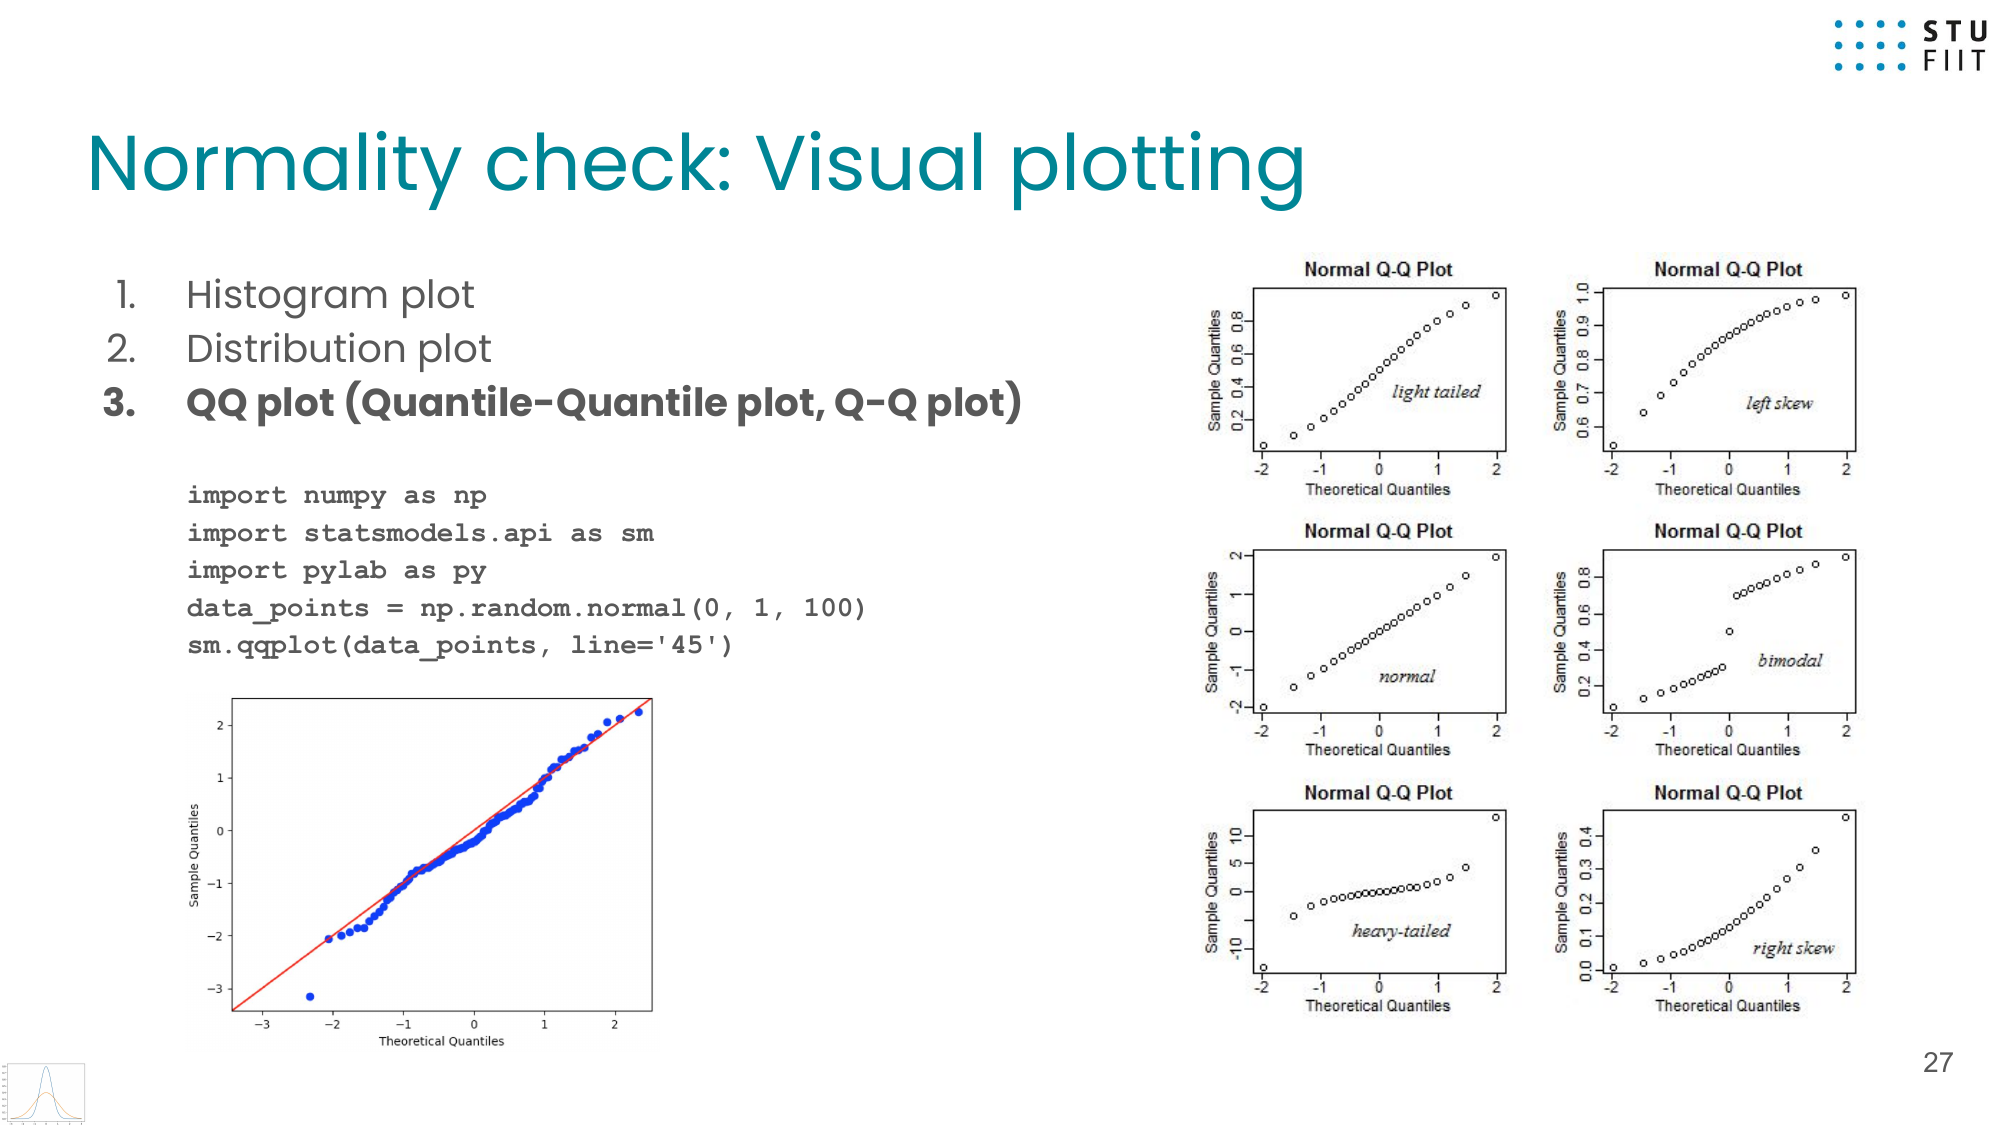 STU
FIIT
Normality check: Visual plotting
1. Histogram plot
2. Distribution plot
3. QQ plot (Quantile-Quantile plot, Q-Q plot)
import numpy as np
import statsmodels.api as sm
import pylab as py
data_points = np.random.normal(0, 1, 100)
sm.qqplot(data_points, line='45')
Sample Quantiles
2
1
0
−1
−2
−3
−3 −2 −1 0 1 2
Theoretical Quantiles
Normal Q-Q Plot
Sample Quantiles
0.2 0.4 0.6 0.8
light tailed
-2 -1 0 1 2
Theoretical Quantiles
Normal Q-Q Plot
Sample Quantiles
0.6 0.7 0.8 0.9 1.0
left skew
-2 -1 0 1 2
Theoretical Quantiles
Normal Q-Q Plot
Sample Quantiles
-2 -1 0 1 2
normal
-2 -1 0 1 2
Theoretical Quantiles
Normal Q-Q Plot
Sample Quantiles
0.2 0.4 0.6 0.8
bimodal
-2 -1 0 1 2
Theoretical Quantiles
Normal Q-Q Plot
Sample Quantiles
-10 0 5 10
heavy-tailed
-2 -1 0 1 2
Theoretical Quantiles
Normal Q-Q Plot
Sample Quantiles
0.0 0.1 0.2 0.3 0.4
right skew
-2 -1 0 1 2
Theoretical Quantiles
27